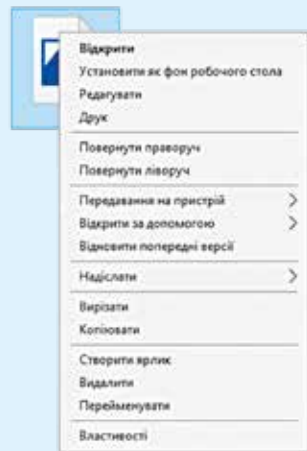 Відкрити
Установити як фон робочого стола
Редагувати
Друк
Повернути праворуч
Повернути ліворуч
Передавання на пристрій
Відкрити за допомогою
Відновити попередні версії
Надіслати
Вирізати
Копіювати
Створити ярлик
Видалити
Перейменувати
Властивості